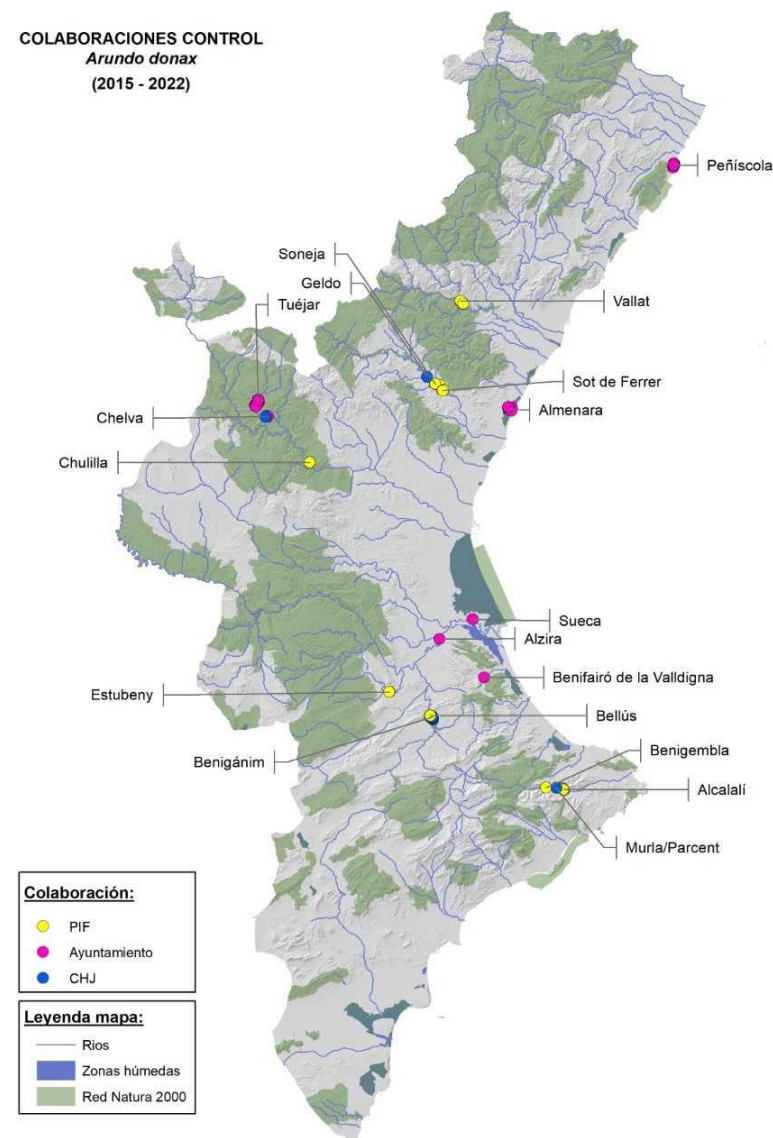 COLABORACIONES CONTROL
Arundo donax
(2015 - 2022)
Peñíscola
Soneja
Geldo
Tuéjar
Vallat
Sot de Ferrer
Chelva
Almenara
Chulilla
Sueca
Alzira
Estubeny
Benifairó de la Valldigna
Bellús
Benigánim
Benigembla
Alcalalí
Murla/Parcent
Colaboración:
PIF
Ayuntamiento
CHJ
Leyenda mapa:
Rios
Zonas húmedas
Red Natura 2000